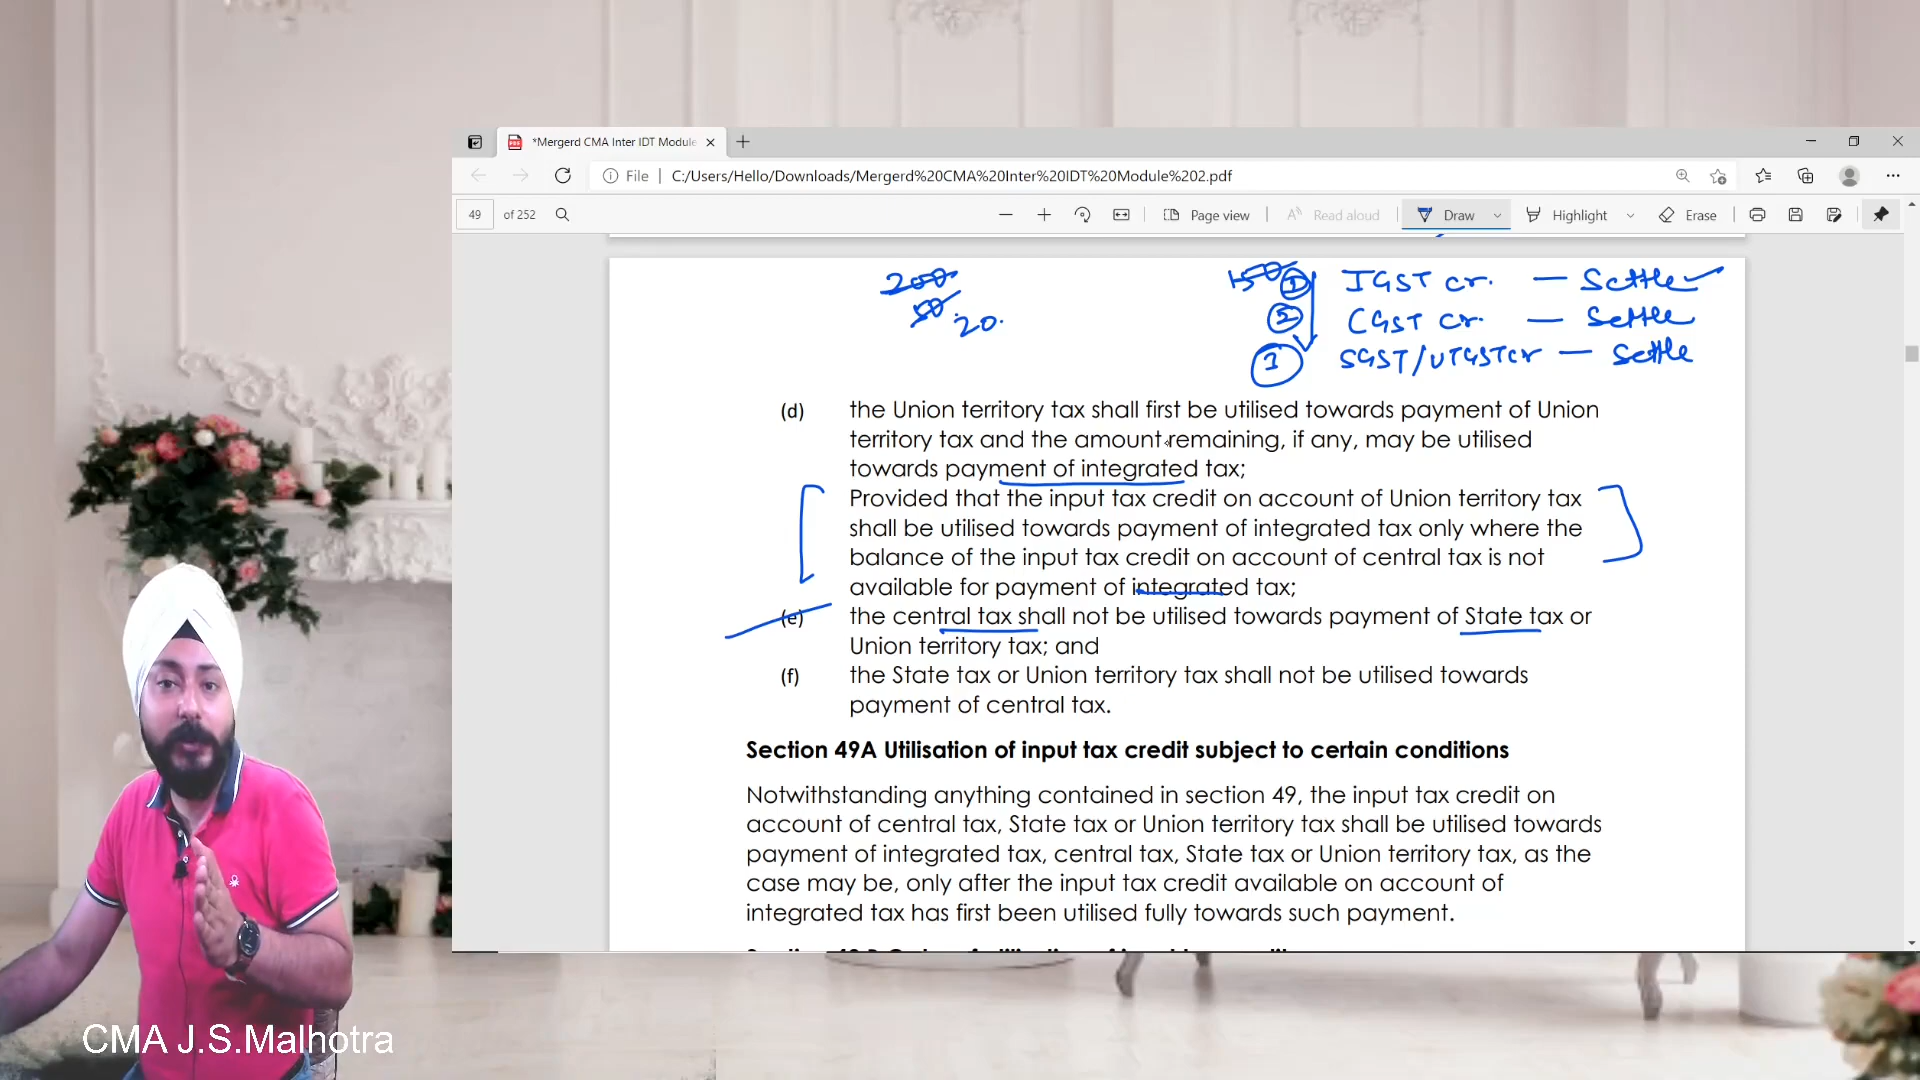 *Mergerd CMA Inter IDT Module
File | C:/Users/Hello/Downloads/Mergerd%20CMA%20Inter%20IDT%20Module%202.pdf
49 of 252 Page view Read aloud Draw Highlight Erase
200 150 ① IGST cr. — Settle
50 20. ② CGST cr. — Settle
SGST/UTGST cr — Settle
(d) the Union territory tax shall first be utilised towards payment of Union
territory tax and the amount remaining, if any, may be utilised
towards payment of integrated tax;
Provided that the input tax credit on account of Union territory tax
shall be utilised towards payment of integrated tax only where the
balance of the input tax credit on account of central tax is not
available for payment of integrated tax;
(e) the central tax shall not be utilised towards payment of State tax or
Union territory tax; and
(f) the State tax or Union territory tax shall not be utilised towards
payment of central tax.
Section 49A Utilisation of input tax credit subject to certain conditions
Notwithstanding anything contained in section 49, the input tax credit on
account of central tax, State tax or Union territory tax shall be utilised towards
payment of integrated tax, central tax, State tax or Union territory tax, as the
case may be, only after the input tax credit available on account of
integrated tax has first been utilised fully towards such payment.
CMA J.S.Malhotra